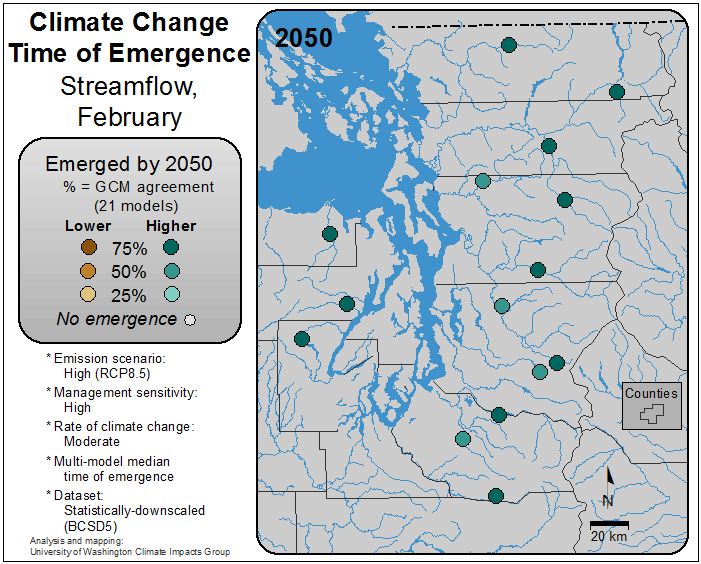 Climate Change
Time of Emergence
Streamflow,
February
Emerged by 2050
% = GCM agreement
(21 models)
Lower Higher
75%
50%
25%
No emergence
* Emission scenario:
High (RCP8.5)
* Management sensitivity:
High
* Rate of climate change:
Moderate
* Multi-model median
time of emergence
* Dataset:
Statistically-downscaled
(BCSD5)
Analysis and mapping:
University of Washington Climate Impacts Group
2050
Counties
N
20 km